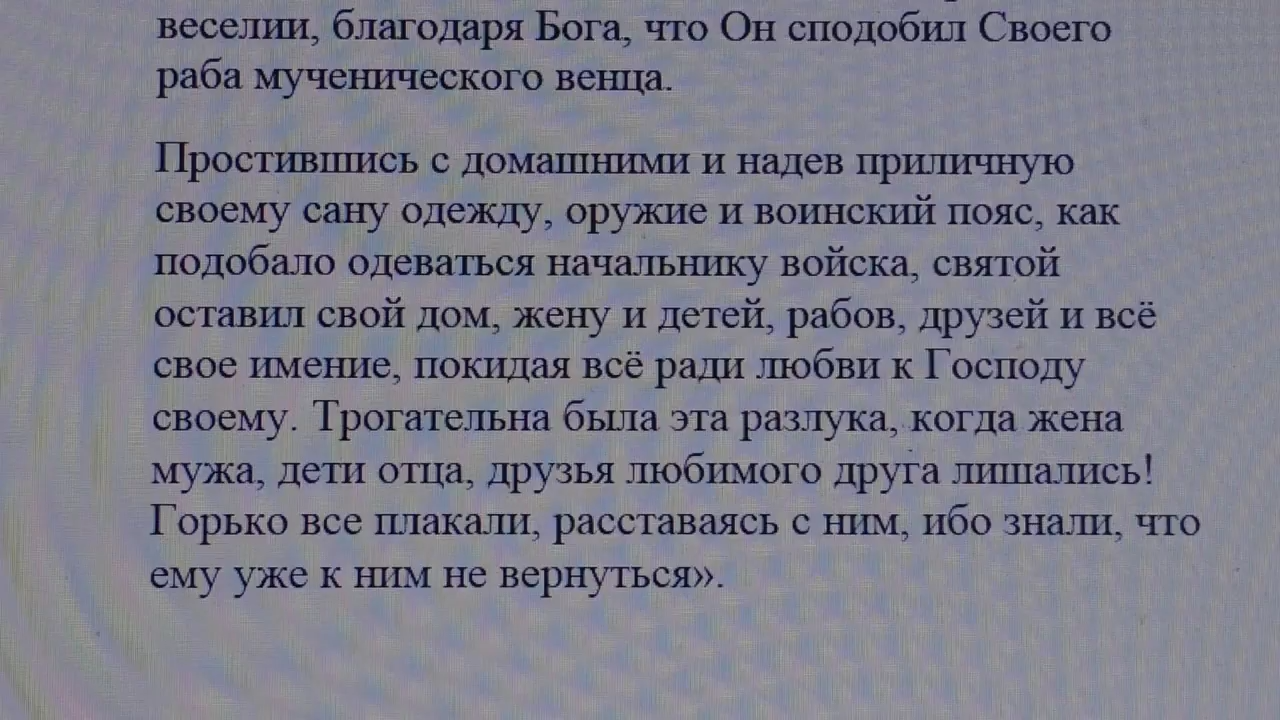 веселии, благодаря Бога, что Он сподобил Своего
раба мученического венца.
Простившись с домашними и надев приличную
своему сану одежду, оружие и воинский пояс, как
подобало одеваться начальнику войска, святой
оставил свой дом, жену и детей, рабов, друзей и всё
свое имение, покидая всё ради любви к Господу
своему. Трогательна была эта разлука, когда жена
мужа, дети отца, друзья любимого друга лишались!
Горько все плакали, расставаясь с ним, ибо знали, что
ему уже к ним не вернуться».